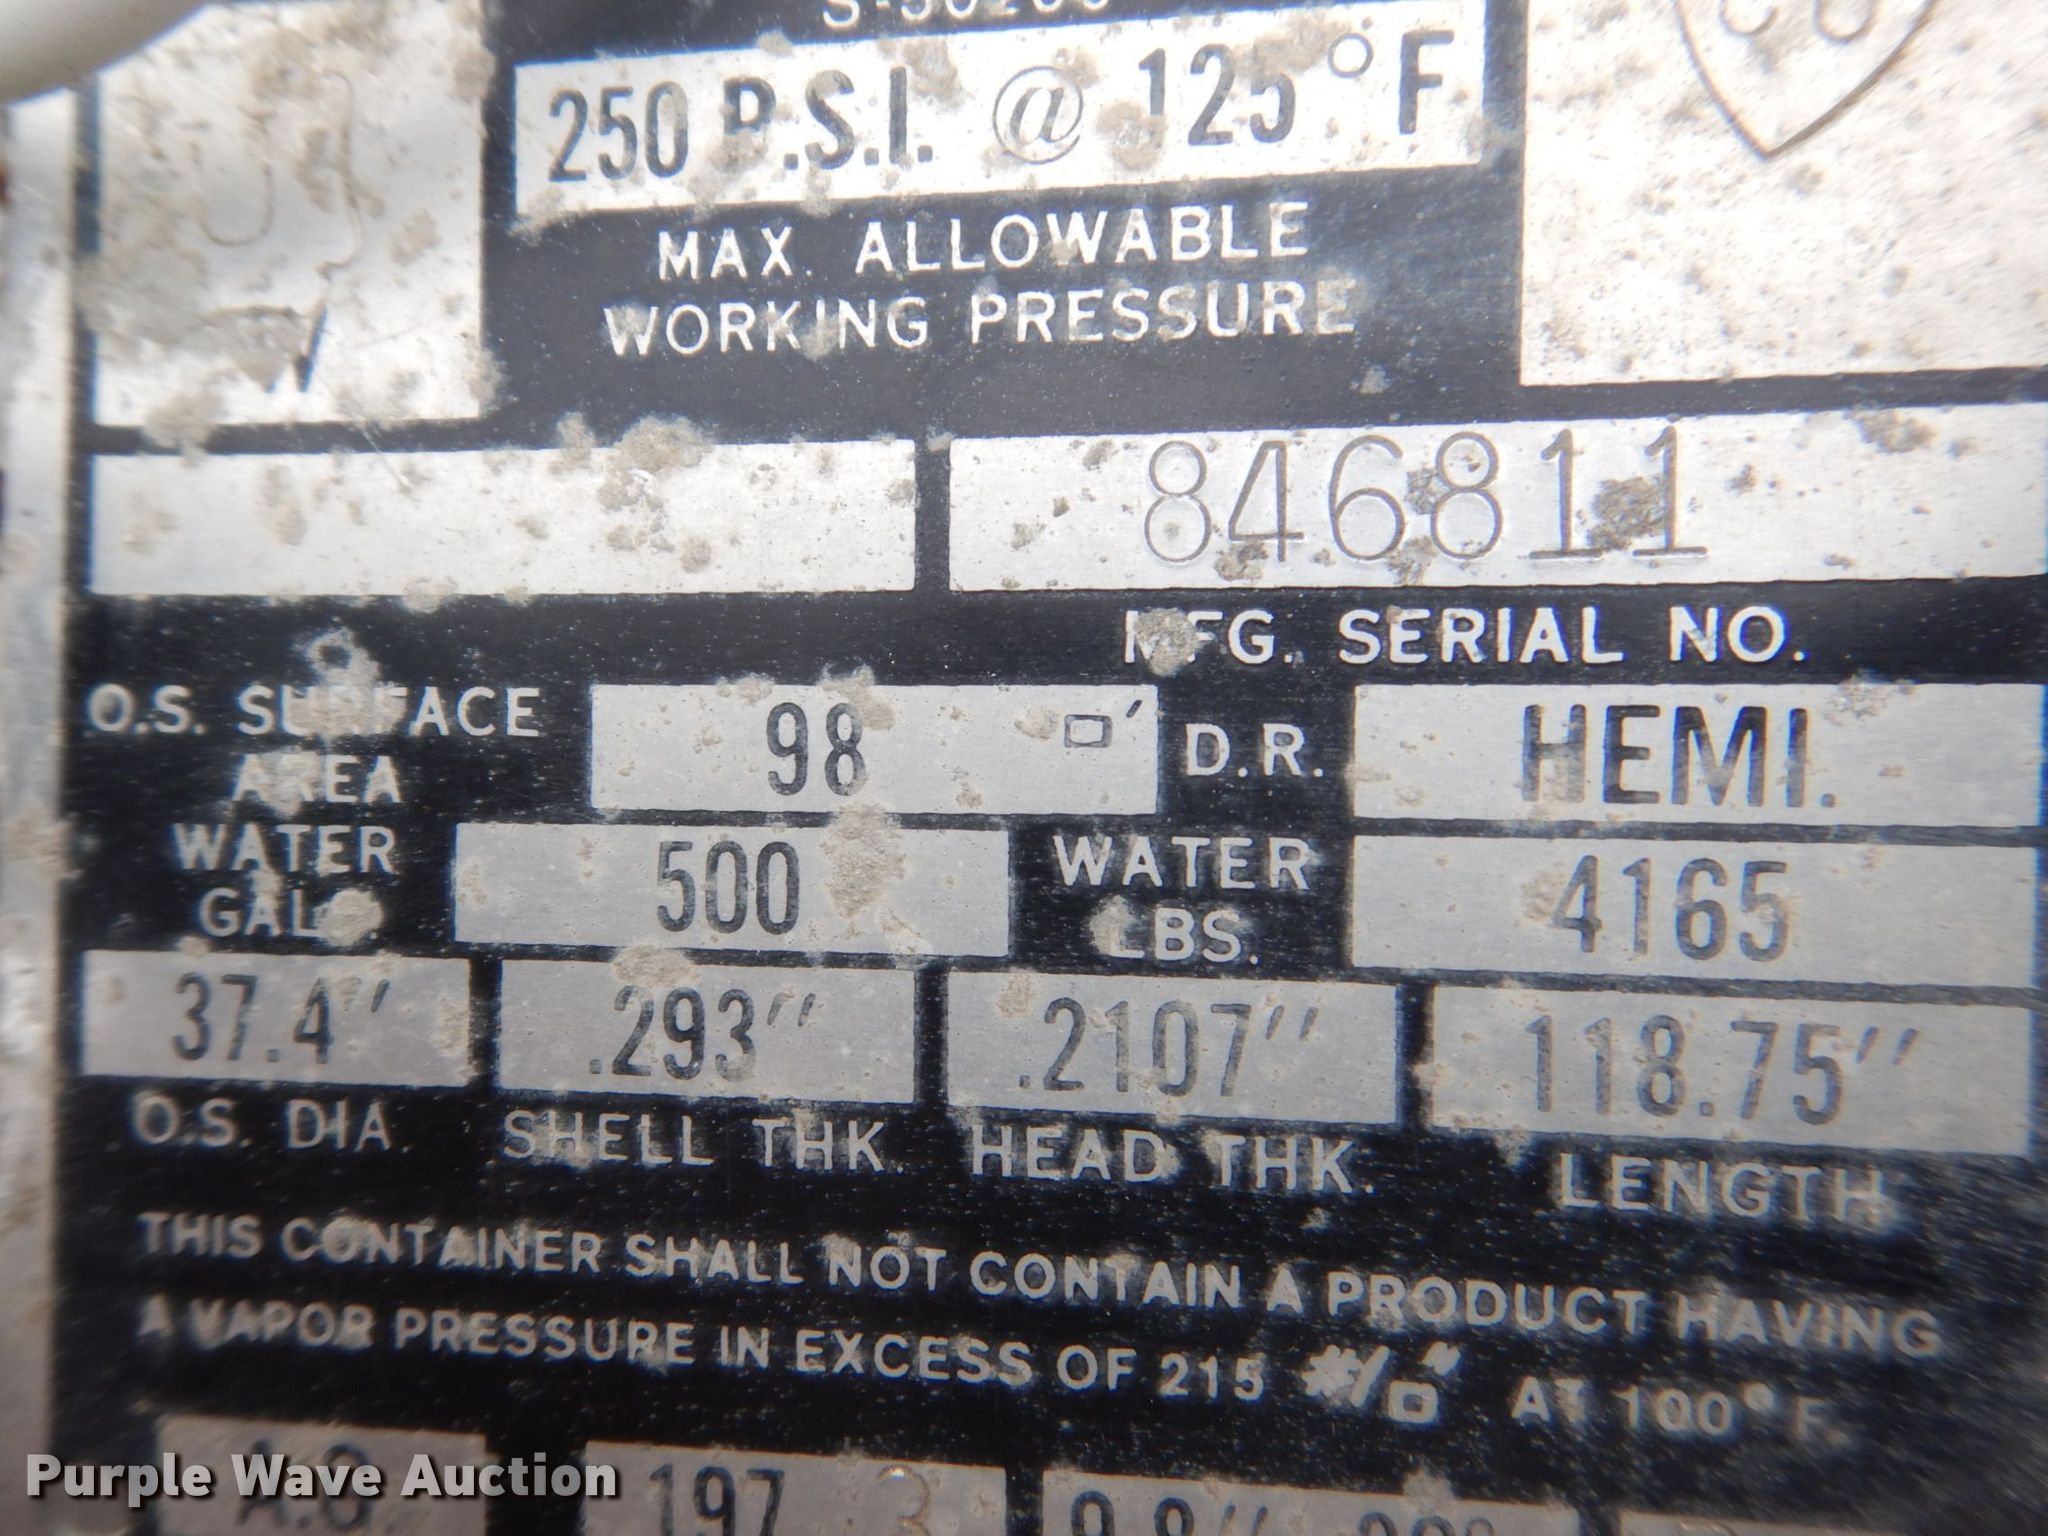 250 P.S.I. @ 125°F
MAX. ALLOWABLE
WORKING PRESSURE
846811
MFG. SERIAL NO.
O.S. SURFACE
AREA
98 □′
D.R.
HEMI.
WATER
GALS.
500
WATER
LBS.
4165
37.4″ .293″ .2107″ 118.75″
O.S. DIA. SHELL THK. HEAD THK. LENGTH
THIS CONTAINER SHALL NOT CONTAIN A PRODUCT HAVING
A VAPOR PRESSURE IN EXCESS OF 215 #/□″ AT 100° F.
197
Purple Wave Auction